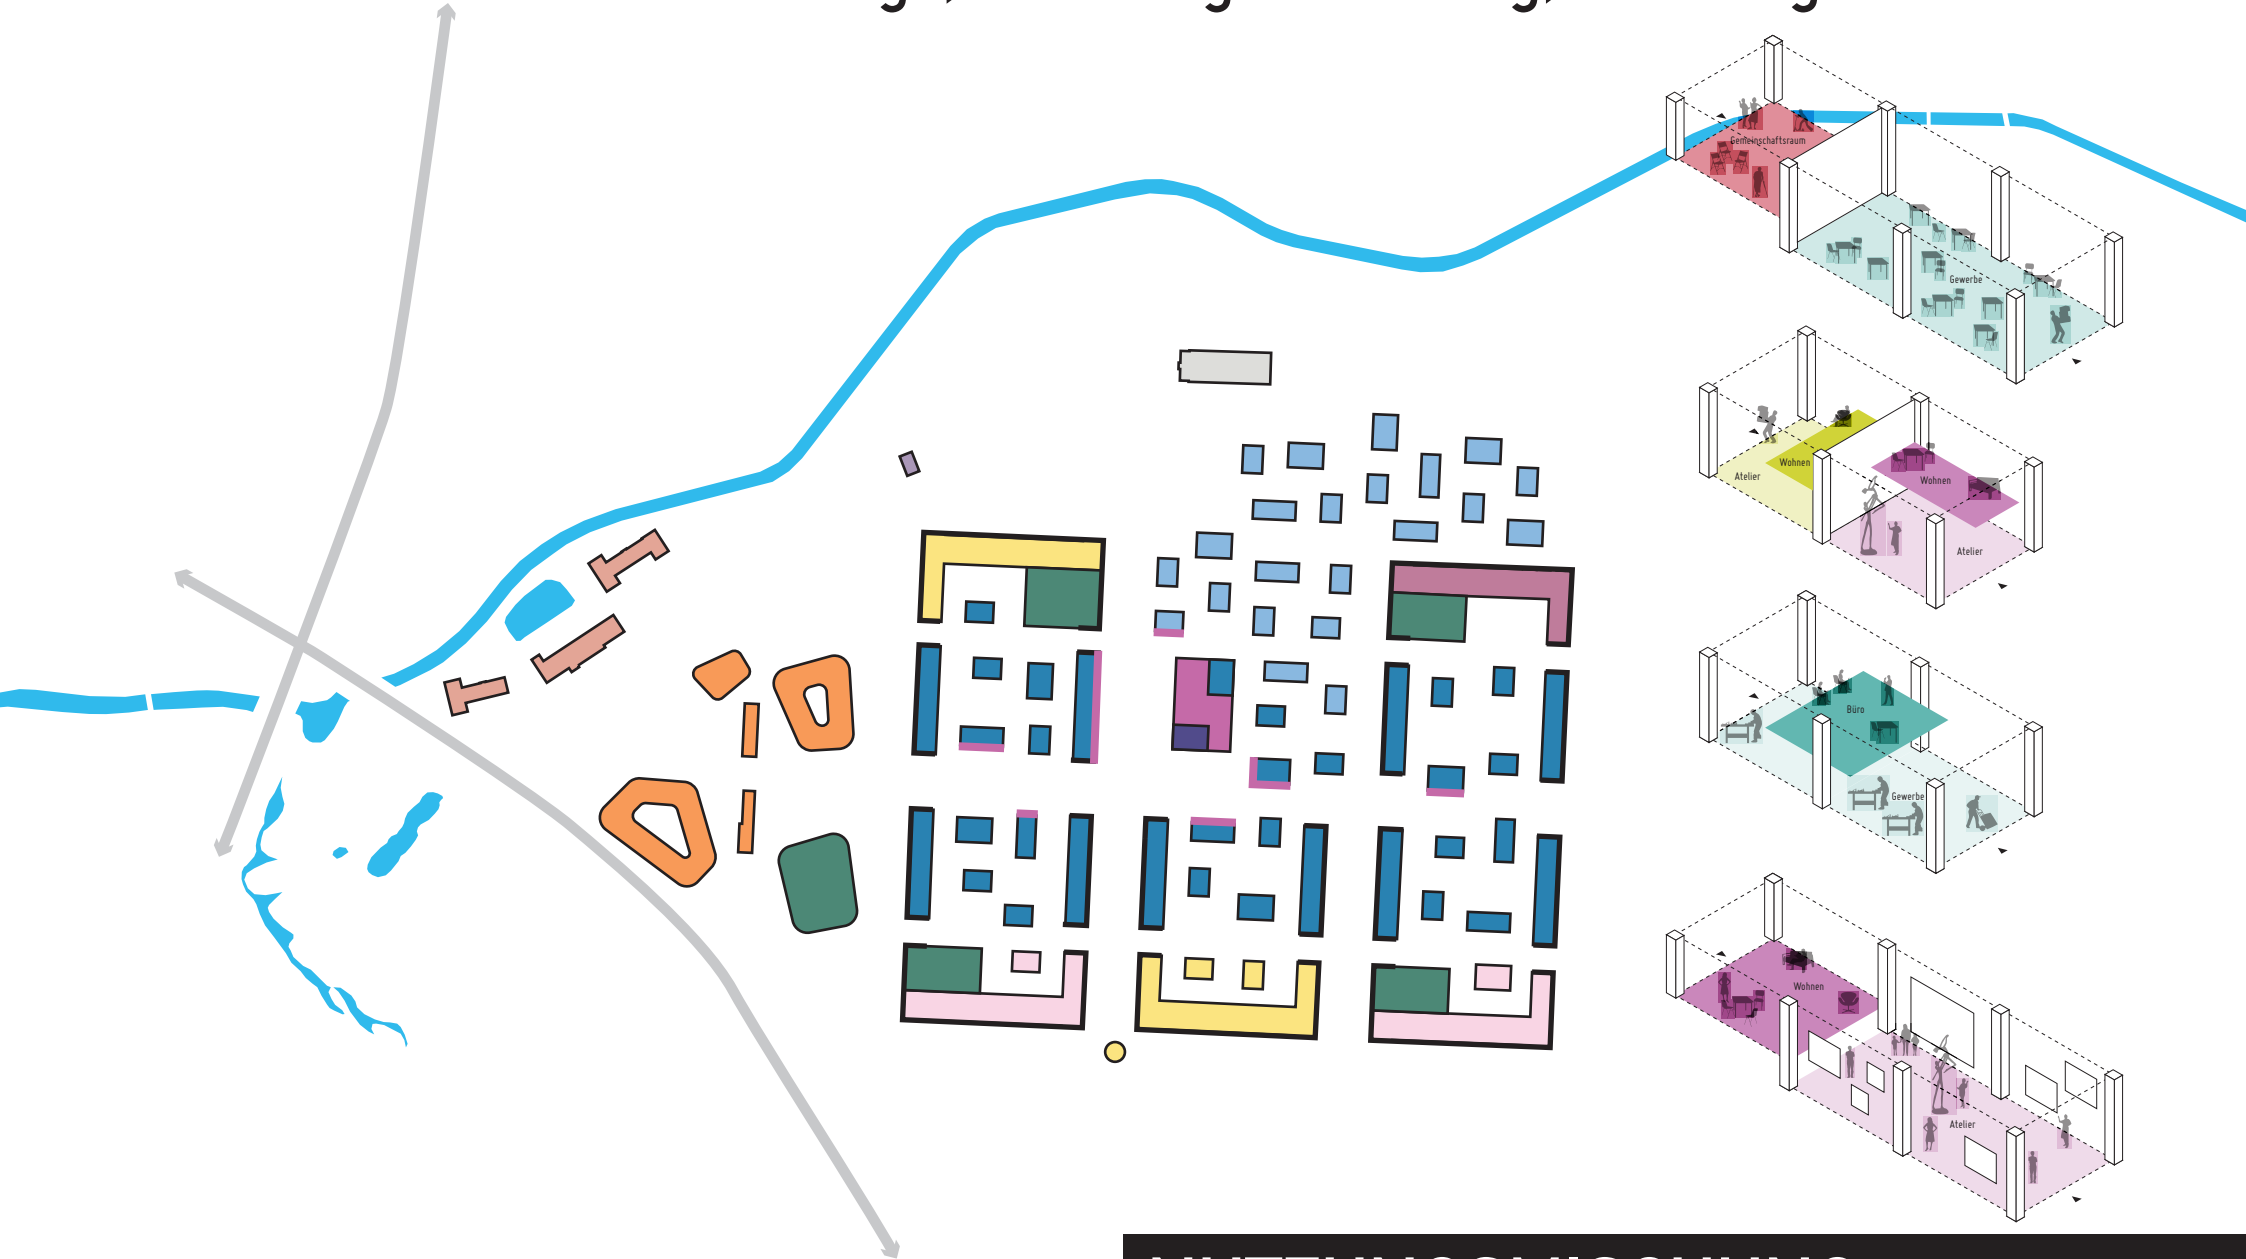 Gemeinschaftsraum
Gewerbe
Wohnen
Atelier
Wohnen
Atelier
Büro
Gewerbe
Wohnen
Atelier